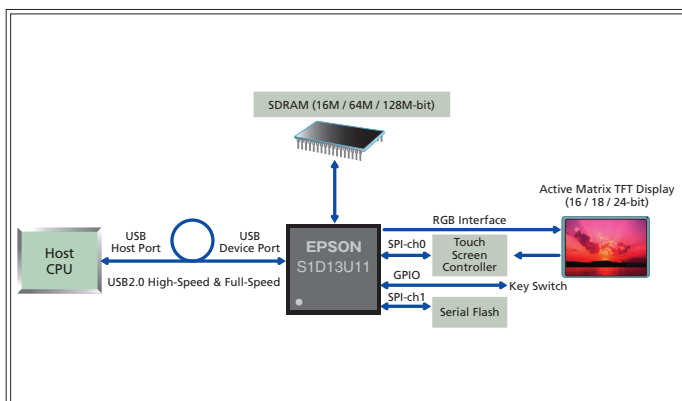 SDRAM (16M / 64M / 128M-bit)
Active Matrix TFT Display
(16 / 18 / 24-bit)
USB
Host Port
USB
Device Port
RGB Interface
Host
CPU
EPSON
S1D13U11
SPI-ch0
Touch
Screen
Controller
USB2.0 High-Speed & Full-Speed
GPIO
Key Switch
SPI-ch1
Serial Flash